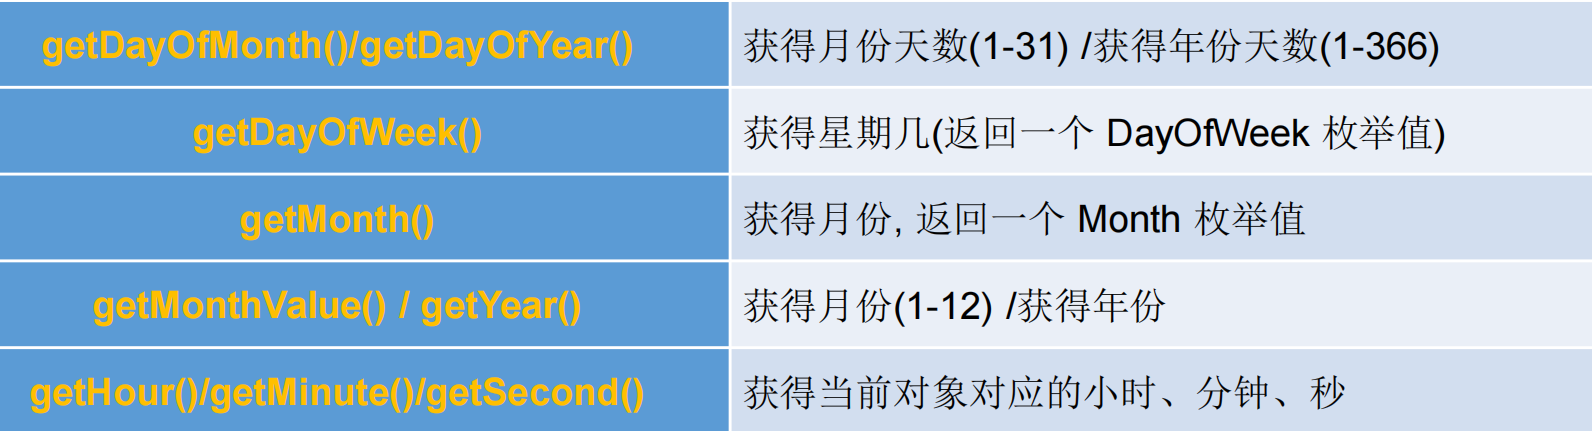 getDayOfMonth()/getDayOfYear()
获得月份天数(1-31) /获得年份天数(1-366)
getDayOfWeek()
获得星期几(返回一个 DayOfWeek 枚举值)
getMonth()
获得月份, 返回一个 Month 枚举值
getMonthValue() / getYear()
获得月份(1-12) /获得年份
getHour()/getMinute()/getSecond()
获得当前对象对应的小时、分钟、秒